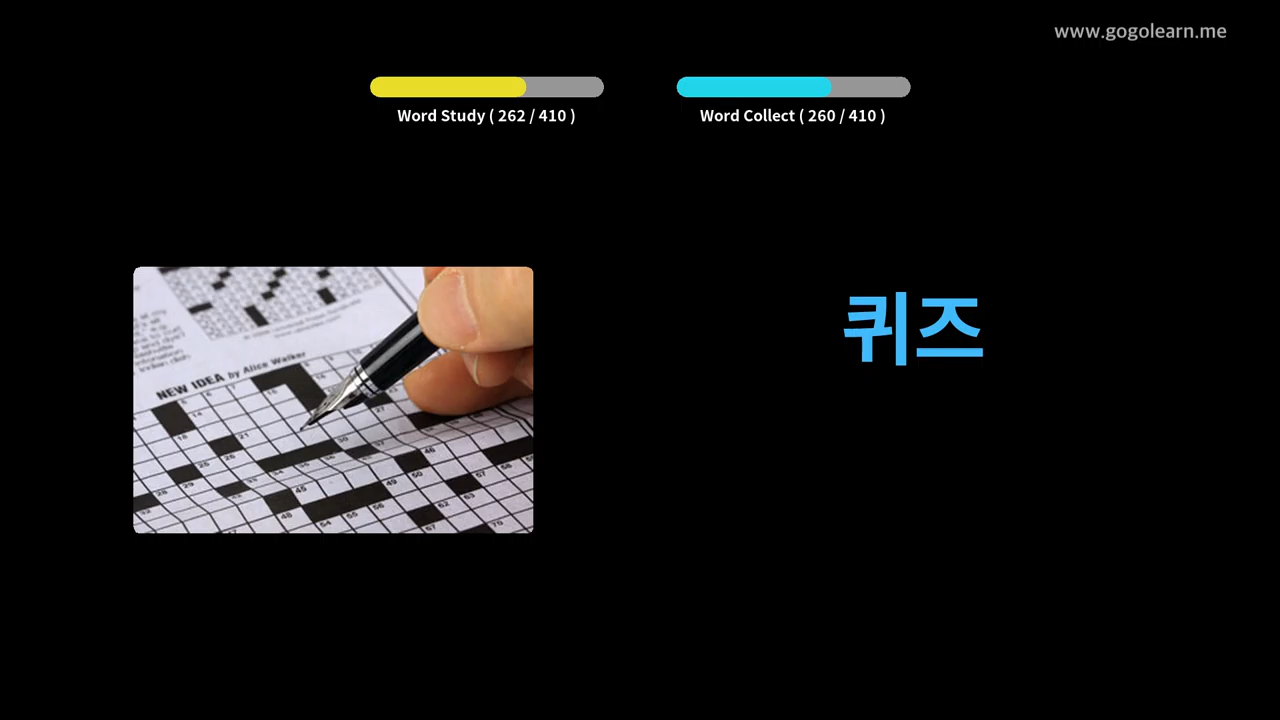 www.gogolearn.me
Word Study ( 262 / 410 )
Word Collect ( 260 / 410 )
퀴즈
NEW IDEA by Alice Walker